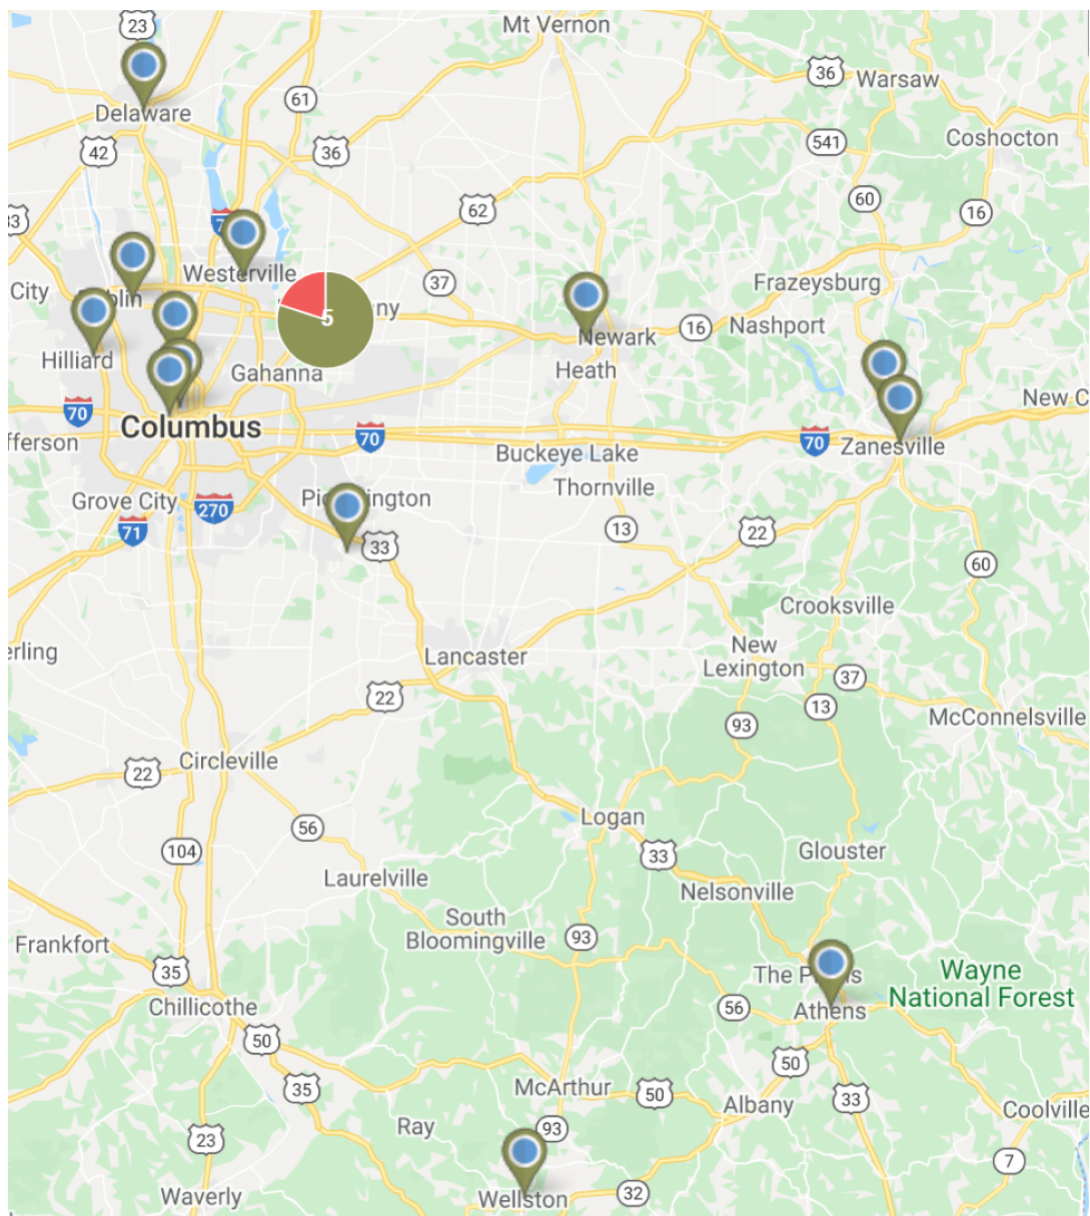 23
Mt Vernon
36
Warsaw
61
Delaware
541
Coshocton
42
36
60
62
16
33
Westerville
City
37
Frazeysburg
ny
5
16
Nashport
Newark
Hilliard
Gahanna
Heath
70
New C
Columbus
70
70
fferson
Zanesville
Buckeye Lake
Thornville
Grove City
270
71
13
22
33
60
Crooksville
erling
Lancaster
New
Lexington
37
22
13
93
McConnelsville
Circleville
22
Logan
56
104
33
Glouster
Laurelville
Nelsonville
South
Bloomingville
93
Frankfort
35
The P
s
Wayne
National Forest
Chillicothe
56
Athens
50
50
McArthur
35
50
Albany
33
Coolville
Ray
93
23
7
Waverly
Wellston
32